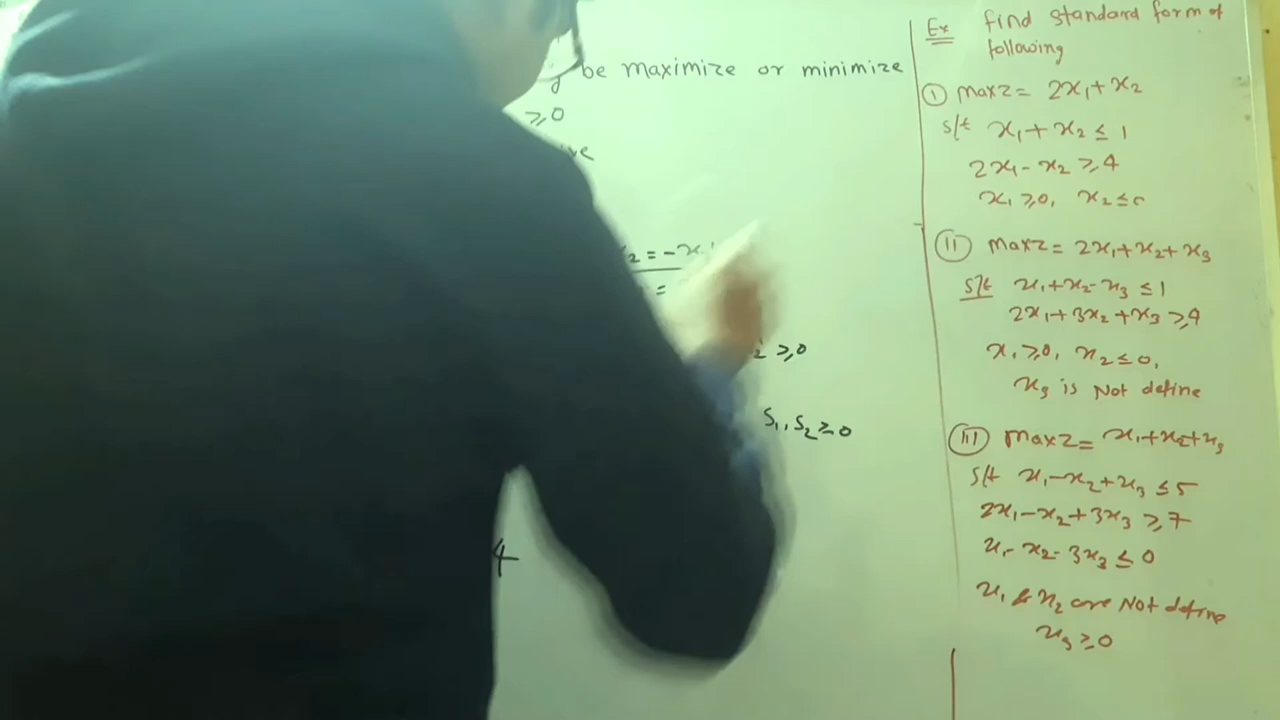 be maximize or minimize
≥0
= -x
=
≥0
S₁, S₂ ≥ 0
4
Ex find standard form of
following
(I) max z = 2x₁ + x₂
s/t x₁ + x₂ ≤ 1
2x₁ - x₂ ≥ 4
x₁ ≥ 0, x₂ ≤ 0
(II) max z = 2x₁ + x₂ + x₃
s/t x₁ + x₂ - x₃ ≤ 1
2x₁ + 3x₂ + x₃ ≥ 4
x₁ ≥ 0, x₂ ≤ 0,
x₃ is Not define
(III) max z = x₁ + x₂ + x₃
s/t x₁ - x₂ + x₃ ≤ 5
2x₁ - x₂ + 3x₃ ≥ 7
x₁ - x₂ - 3x₃ ≤ 0
x₁ & x₂ are Not define
x₃ ≥ 0